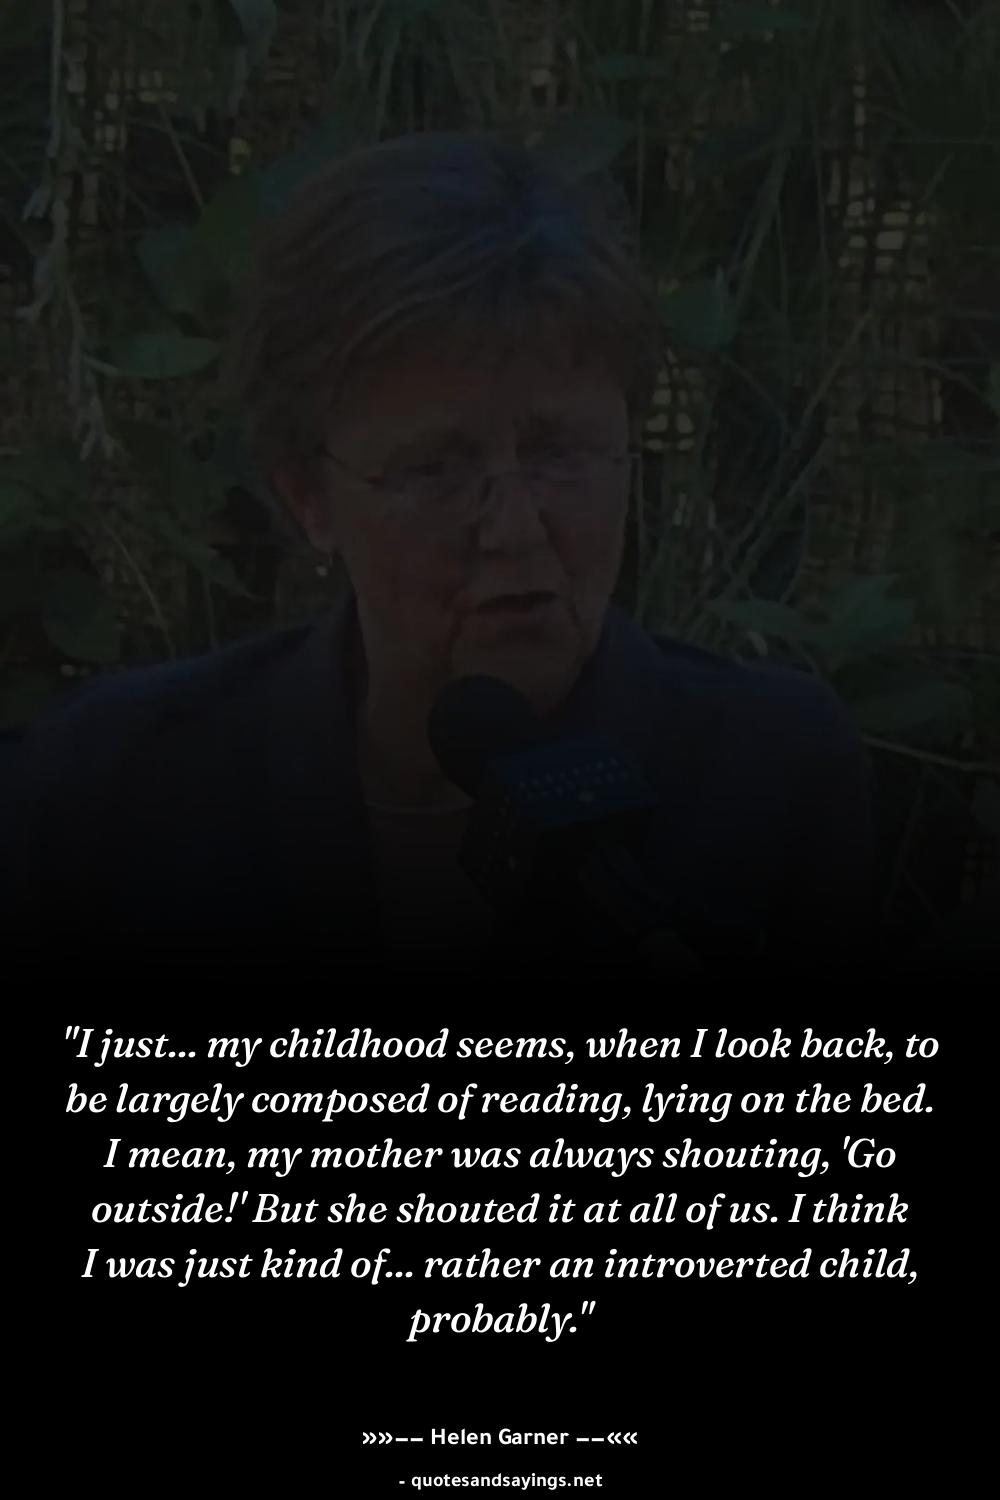 "I just... my childhood seems, when I look back, to
be largely composed of reading, lying on the bed.
I mean, my mother was always shouting, 'Go
outside!' But she shouted it at all of us. I think
I was just kind of... rather an introverted child,
probably."
»»–– Helen Garner ––««
- quotesandsayings.net